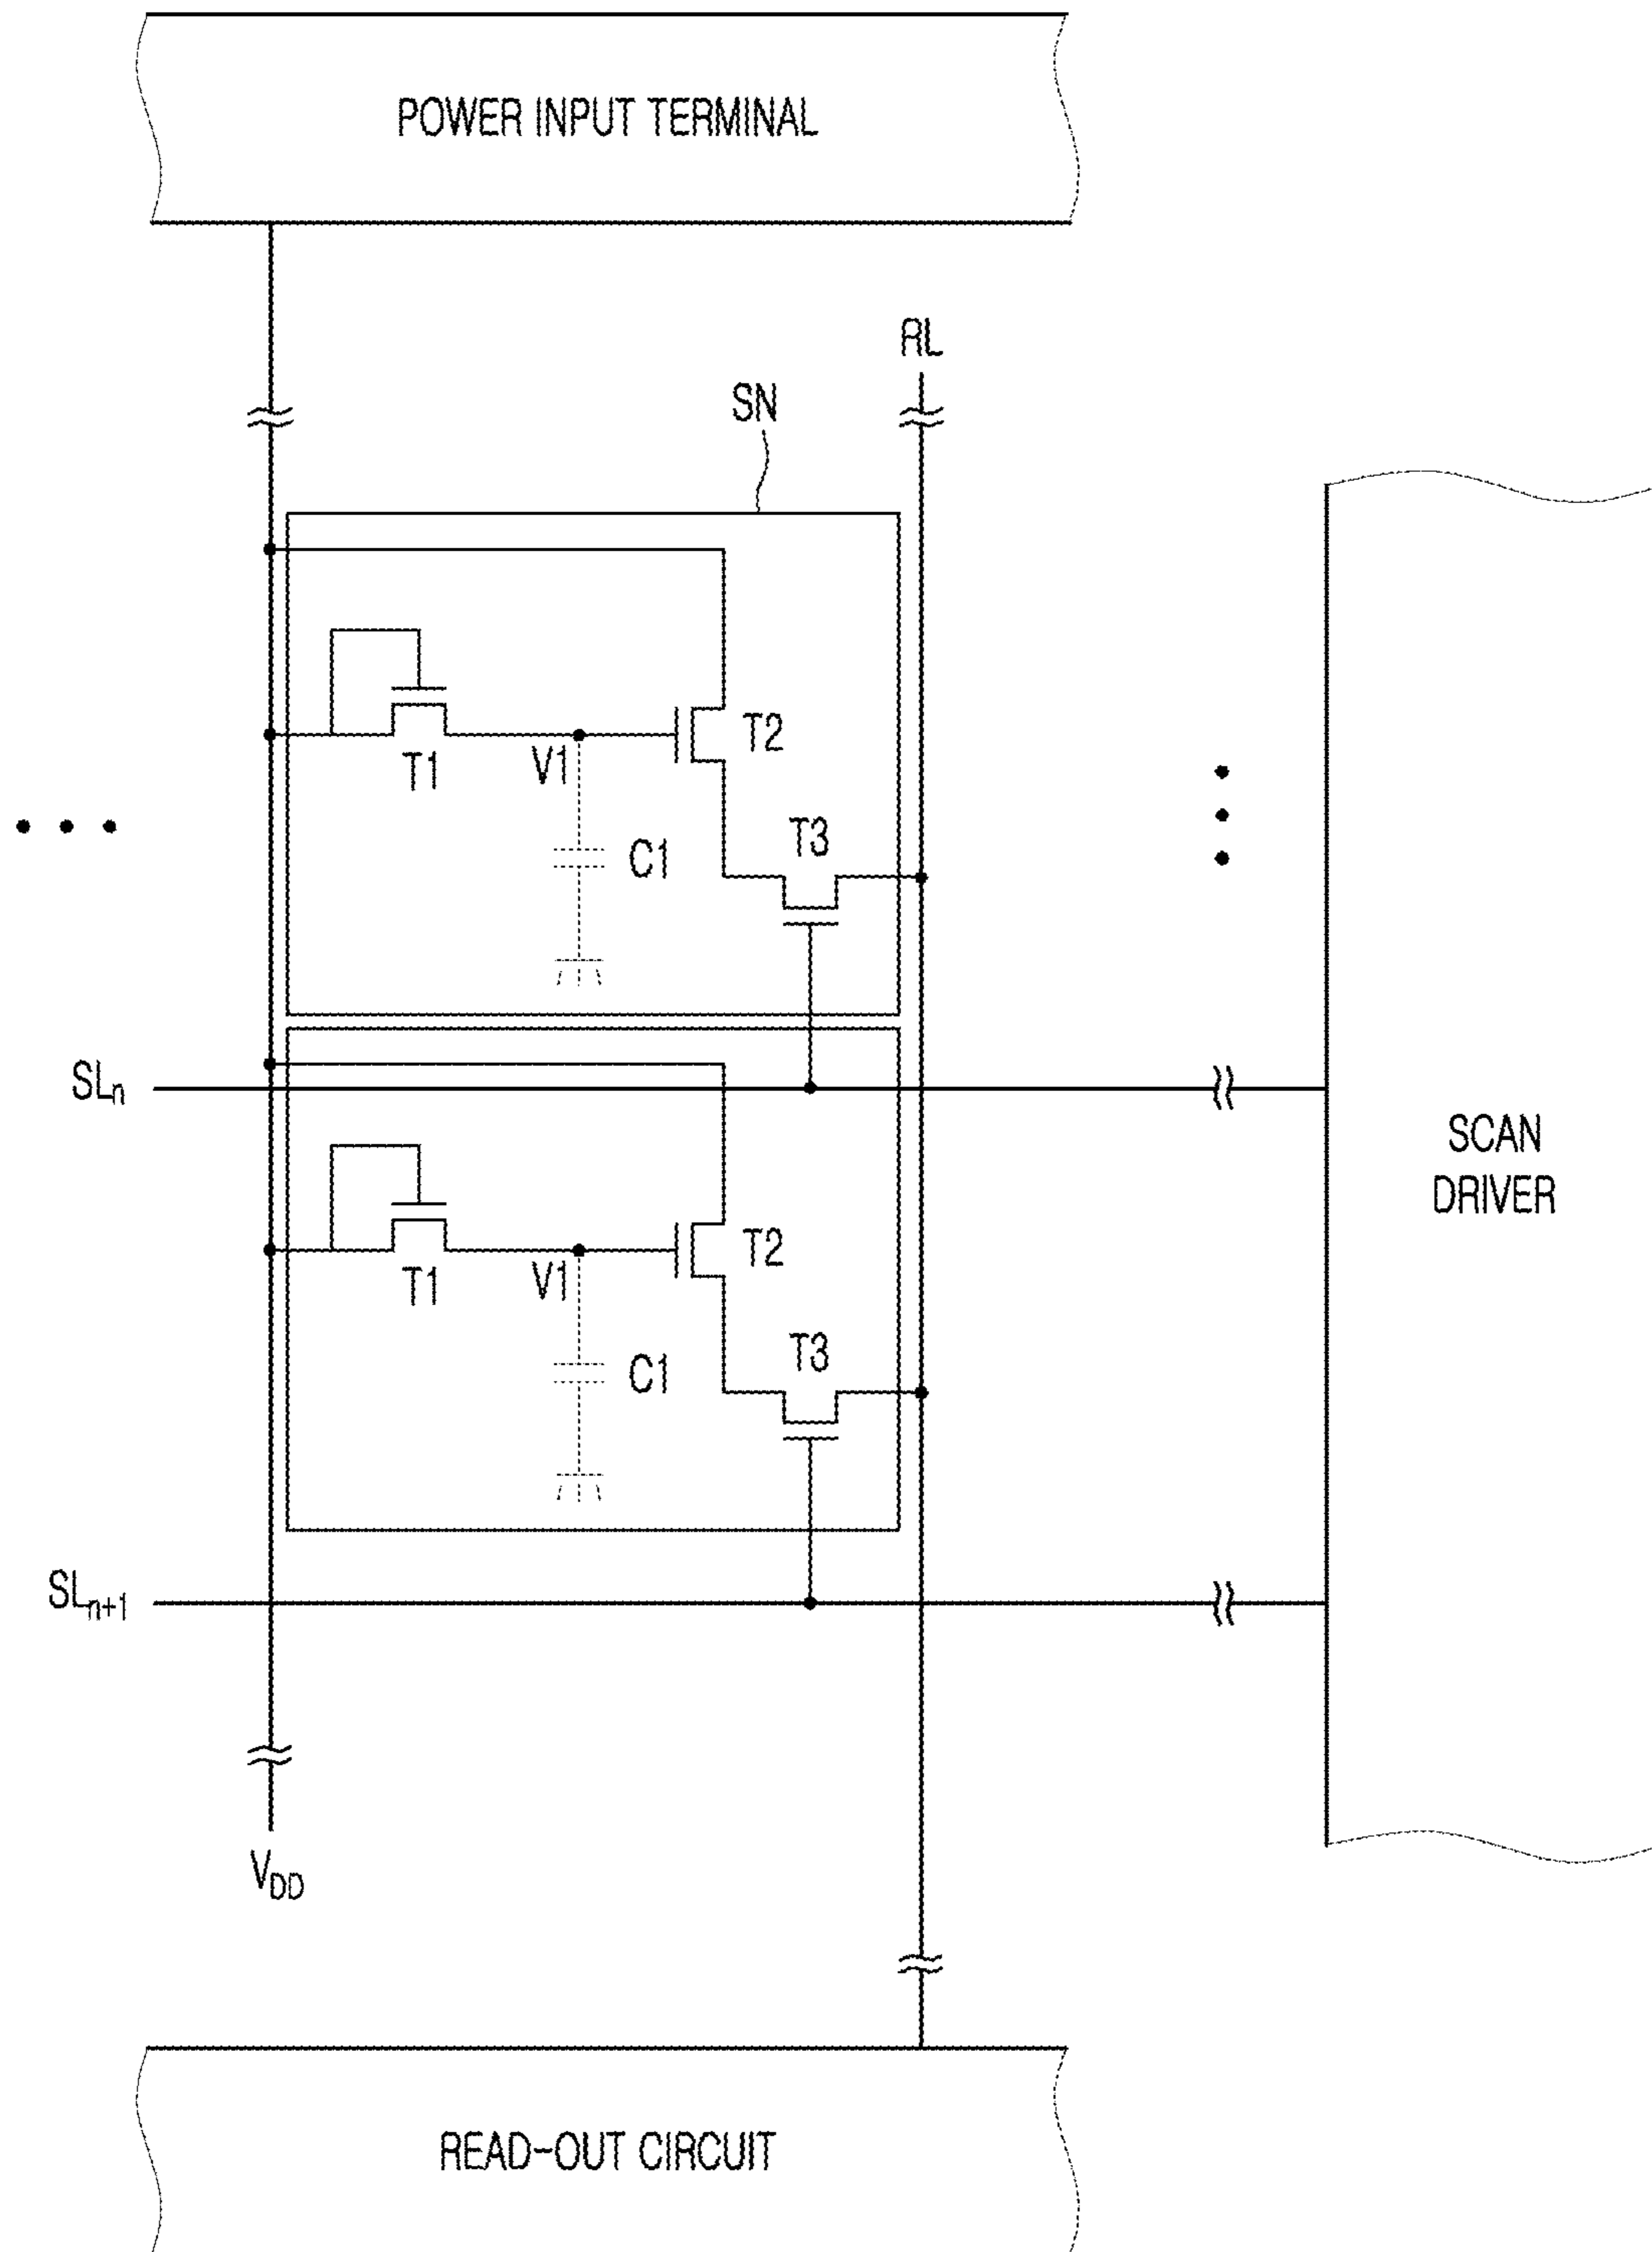 POWER INPUT TERMINAL
RL
SN
T2
T1
V1
T3
C1
SLn
SCAN
DRIVER
T2
T1
V1
T3
C1
SLn+1
VDD
READ-OUT CIRCUIT